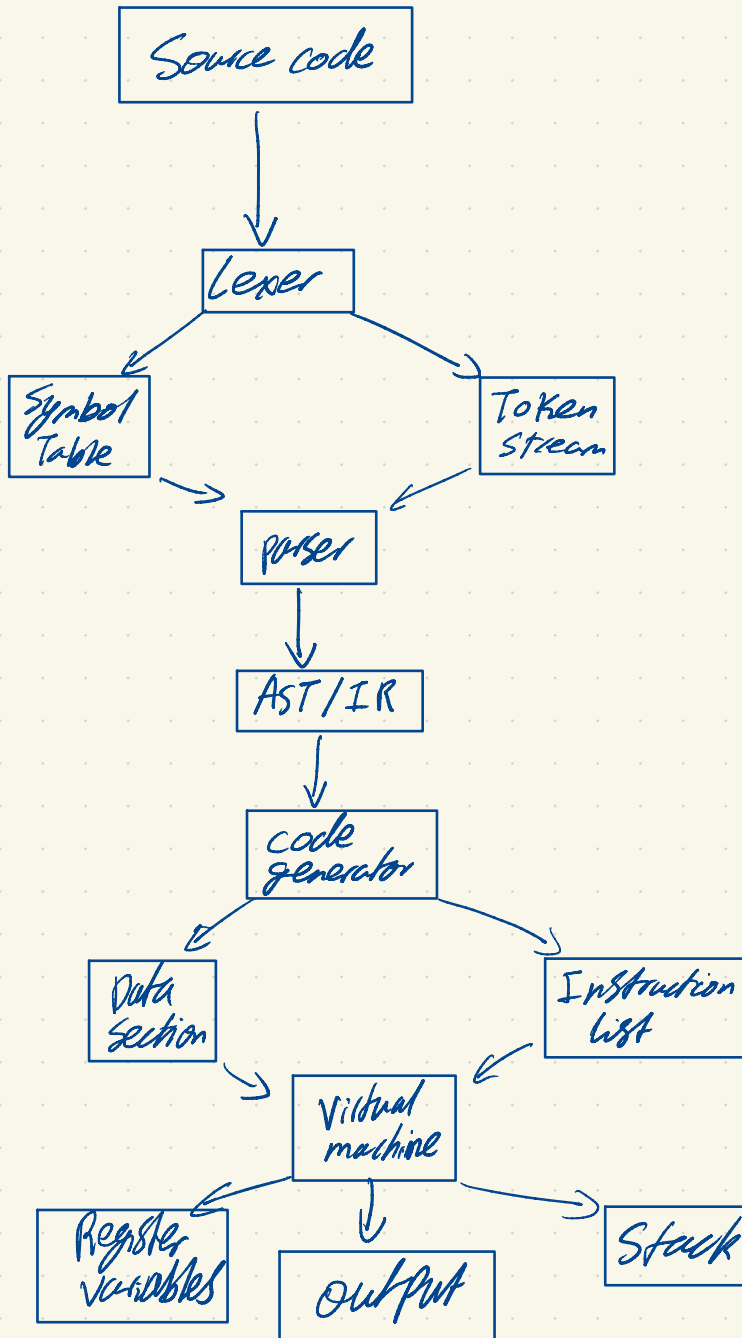 Source code
Lexer
Symbol
Table
Token
Stream
parser
AST/IR
code
generator
Data
Section
Instruction
List
Virtual
machine
Register
variables
output
Stack